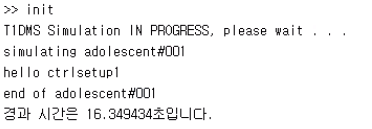 >> init
T1DMS Simulation IN PROGRESS, please wait . . .
simulating adolescent#001
hello ctrlsetup1
end of adolescent#001
경과 시간은 16.349434초입니다.